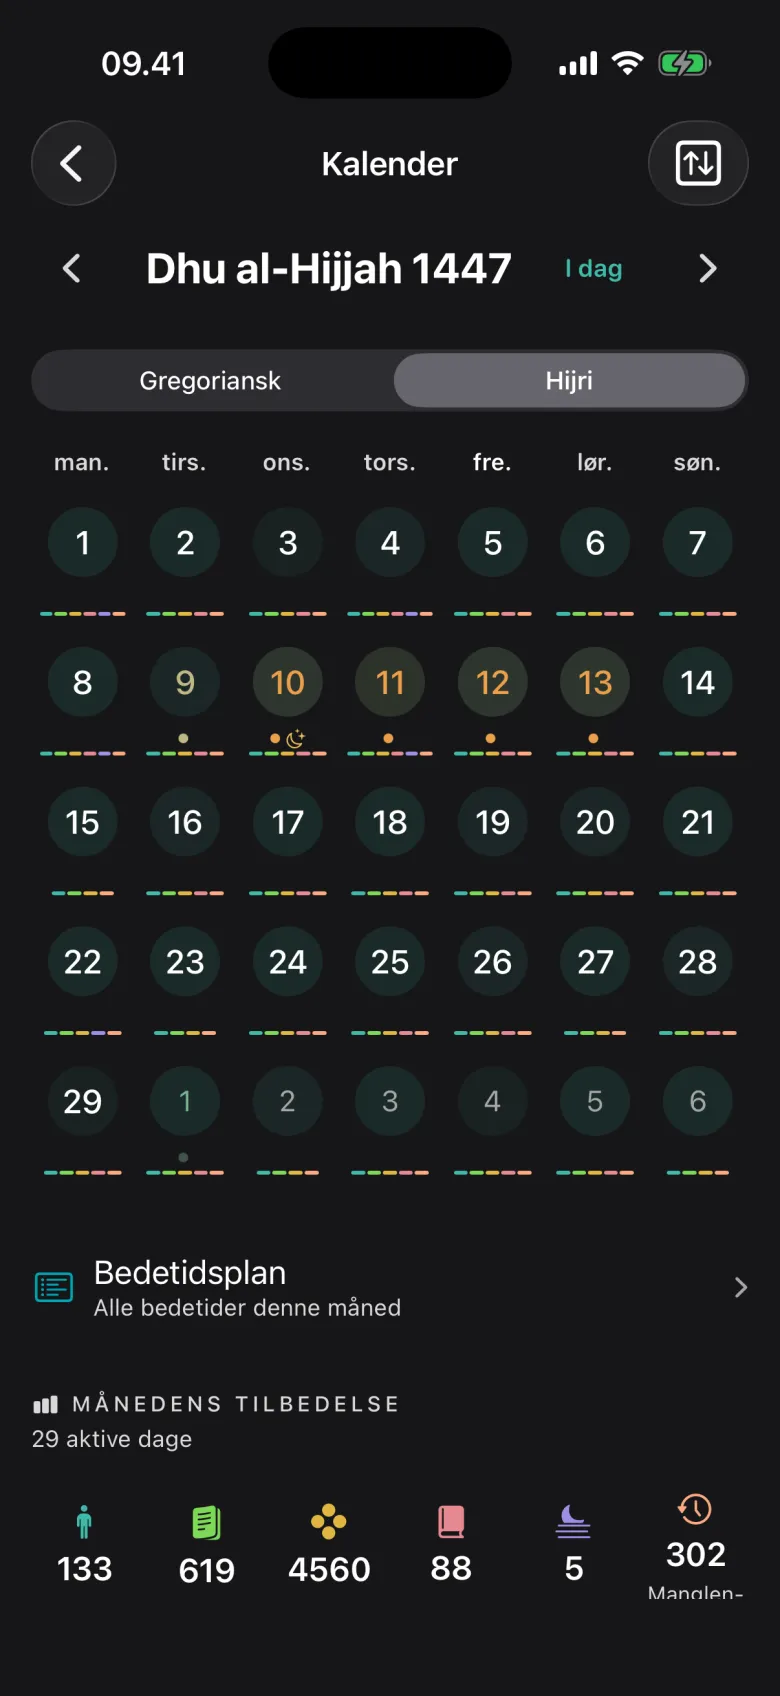 09.41
Kalender
Dhu al-Hijjah 1447
I dag
Gregoriansk
Hijri
man. tirs. ons. tors. fre. lør. søn.
1 2 3 4 5 6 7
8 9 10 11 12 13 14
15 16 17 18 19 20 21
22 23 24 25 26 27 28
29 1 2 3 4 5 6
Bedetidsplan
Alle bedetider denne måned
MÅNEDENS TILBEDELSE
29 aktive dage
133 619 4560 88 5 302
Manglen-